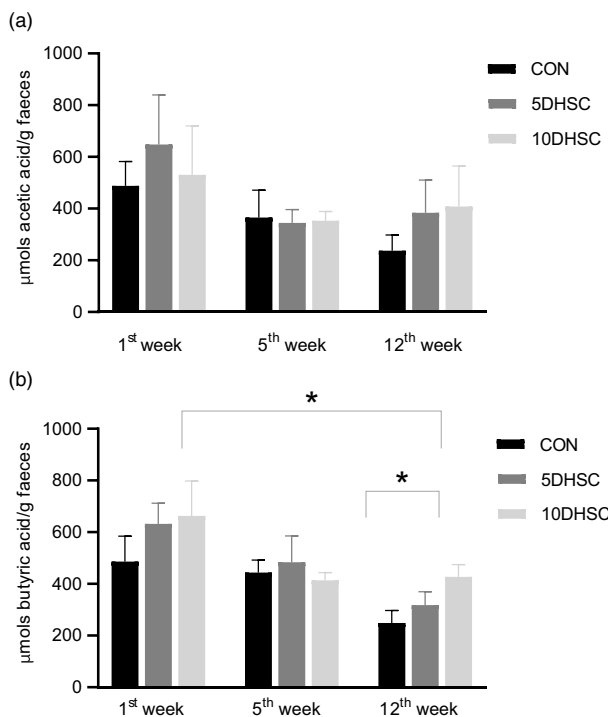 (a)
1000
800
600
400
200
0
µmols acetic acid/g faeces
CON
5DHSC
10DHSC
1st week
5th week
12th week
(b)
1000
800
600
400
200
0
µmols butyric acid/g faeces
*
*
CON
5DHSC
10DHSC
1st week
5th week
12th week